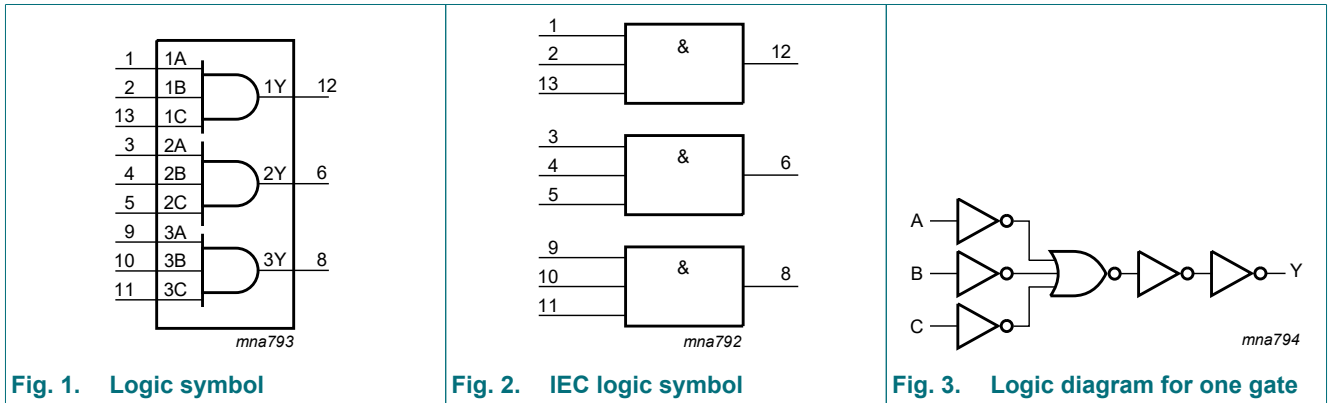 1 1A
2 1B 1Y 12
13 1C
3 2A
4 2B 2Y 6
5 2C
9 3A
10 3B 3Y 8
11 3C
mna793
Fig. 1. Logic symbol
1
2 & 12
13
3
4 & 6
5
9
10 & 8
11
mna792
Fig. 2. IEC logic symbol
A
B Y
C
mna794
Fig. 3. Logic diagram for one gate